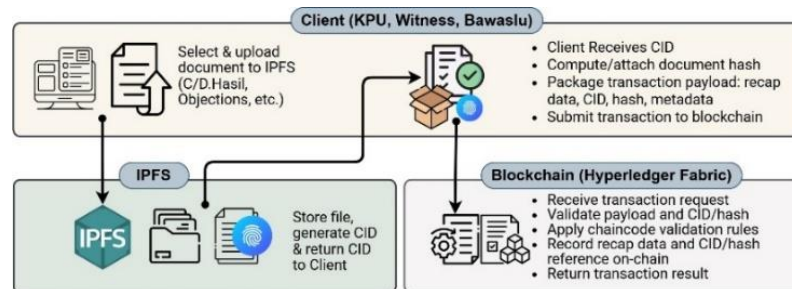 Client (KPU, Witness, Bawaslu)
Select & upload
document to IPFS
(C/D.Hasil,
Objections, etc.)
• Client Receives CID
• Compute/attach document hash
• Package transaction payload: recap
data, CID, hash, metadata
• Submit transaction to blockchain
IPFS
IPFS
Store file,
generate CID
& return CID
to Client
Blockchain (Hyperledger Fabric)
• Receive transaction request
• Validate payload and CID/hash
• Apply chaincode validation rules
• Record recap data and CID/hash
reference on-chain
• Return transaction result